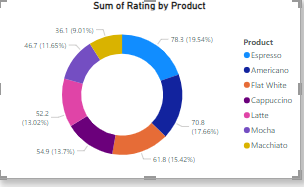 Sum of Rating by Product
36.1 (9.01%)
78.3 (19.54%)
46.7 (11.65%)
52.2
(13.02%)
70.8
(17.66%)
54.9 (13.7%)
61.8 (15.42%)
Product
Espresso
Americano
Flat White
Cappuccino
Latte
Mocha
Macchiato